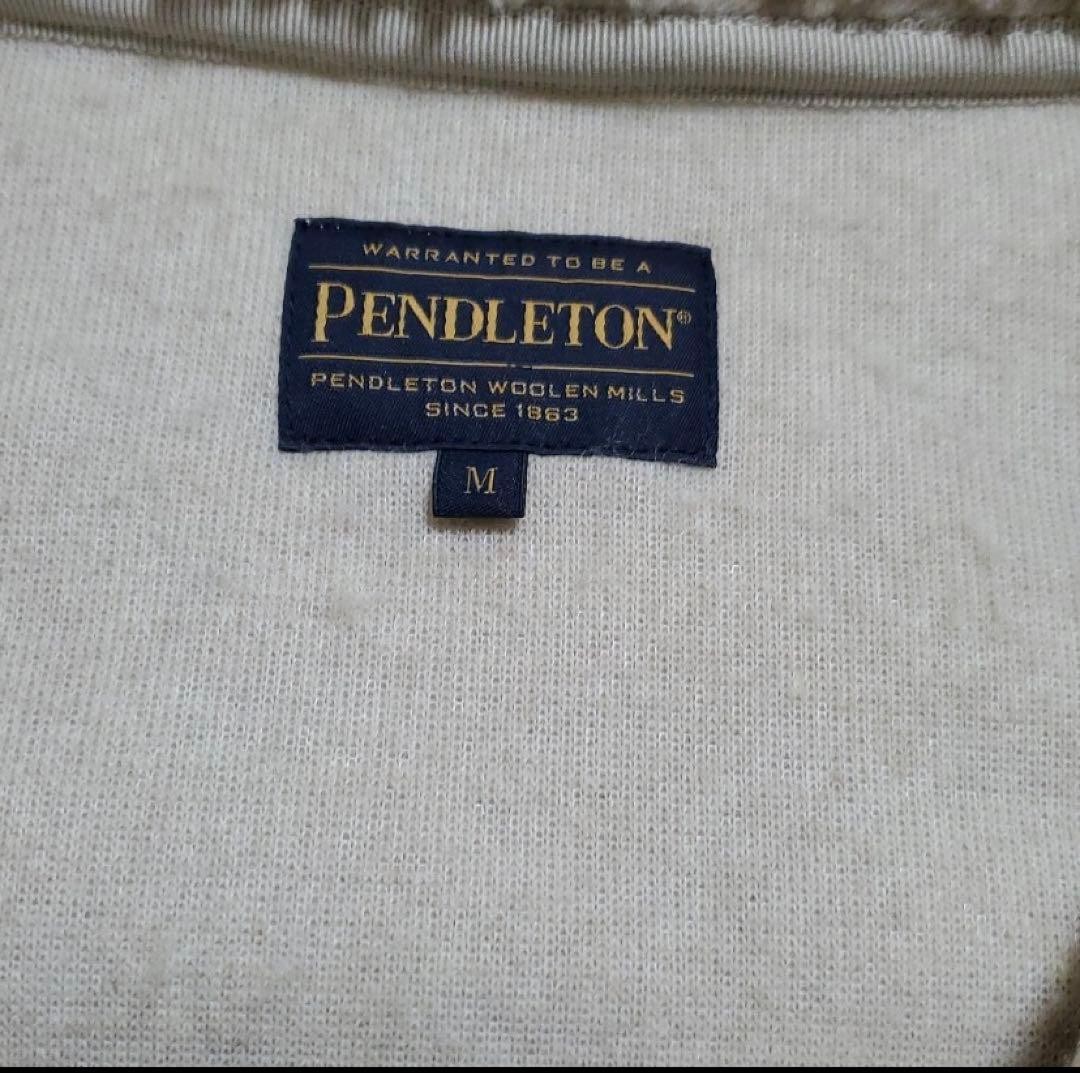 WARRANTED TO BE A
PENDLETON®
PENDLETON WOOLEN MILLS
SINCE 1863
M